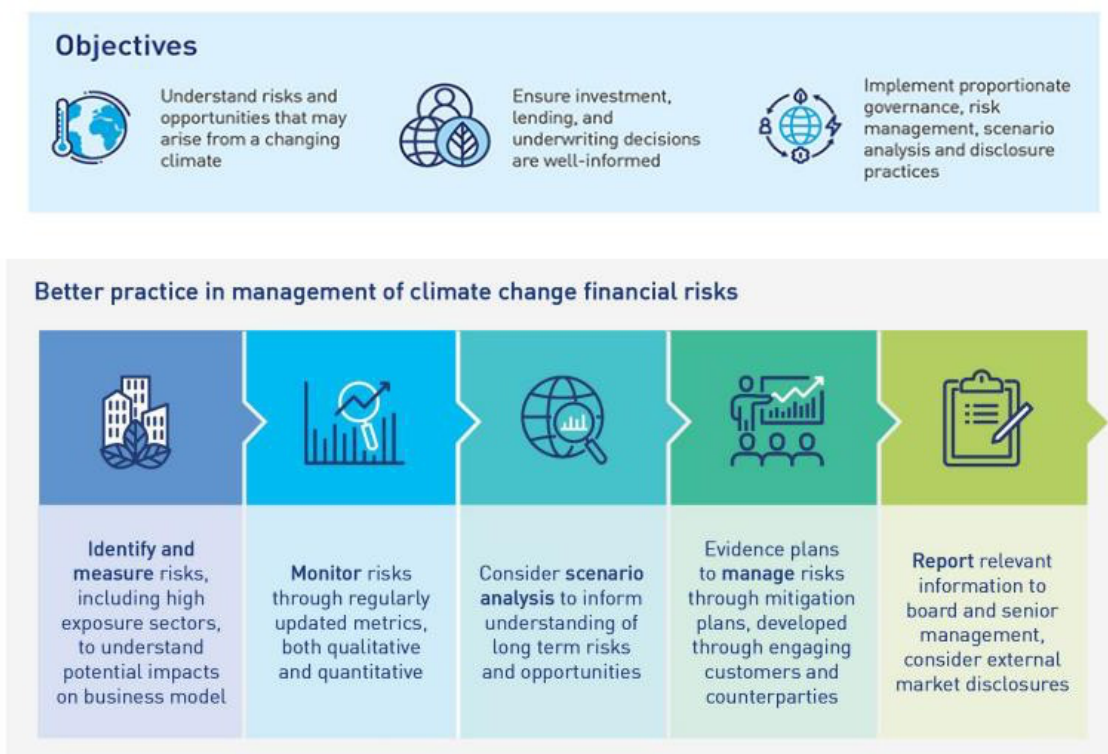 Objectives
Understand risks and
opportunities that may
arise from a changing
climate
Ensure investment,
lending, and
underwriting decisions
are well-informed
Implement proportionate
governance, risk
management, scenario
analysis and disclosure
practices
Better practice in management of climate change financial risks
Identify and
measure risks,
including high
exposure sectors,
to understand
potential impacts
on business model
Monitor risks
through regularly
updated metrics,
both qualitative
and quantitative
Consider scenario
analysis to inform
understanding of
long term risks
and opportunities
Evidence plans
to manage risks
through mitigation
plans, developed
through engaging
customers and
counterparties
Report relevant
information to
board and senior
management,
consider external
market disclosures